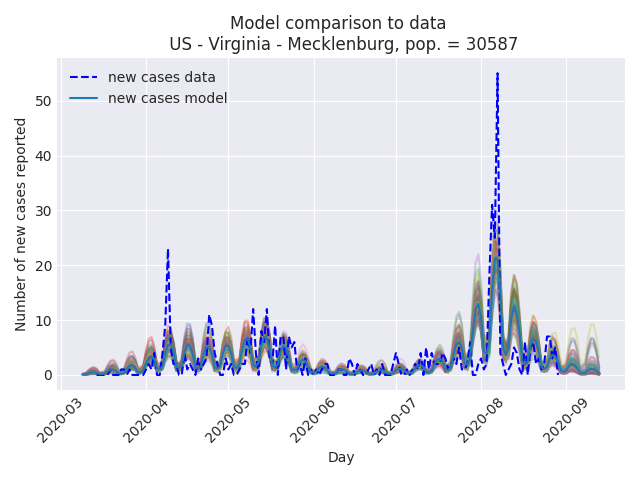 Model comparison to data
US - Virginia - Mecklenburg, pop. = 30587
new cases data
new cases model
Number of new cases reported
50
40
30
20
10
0
2020-03
2020-04
2020-05
2020-06
2020-07
2020-08
2020-09
Day